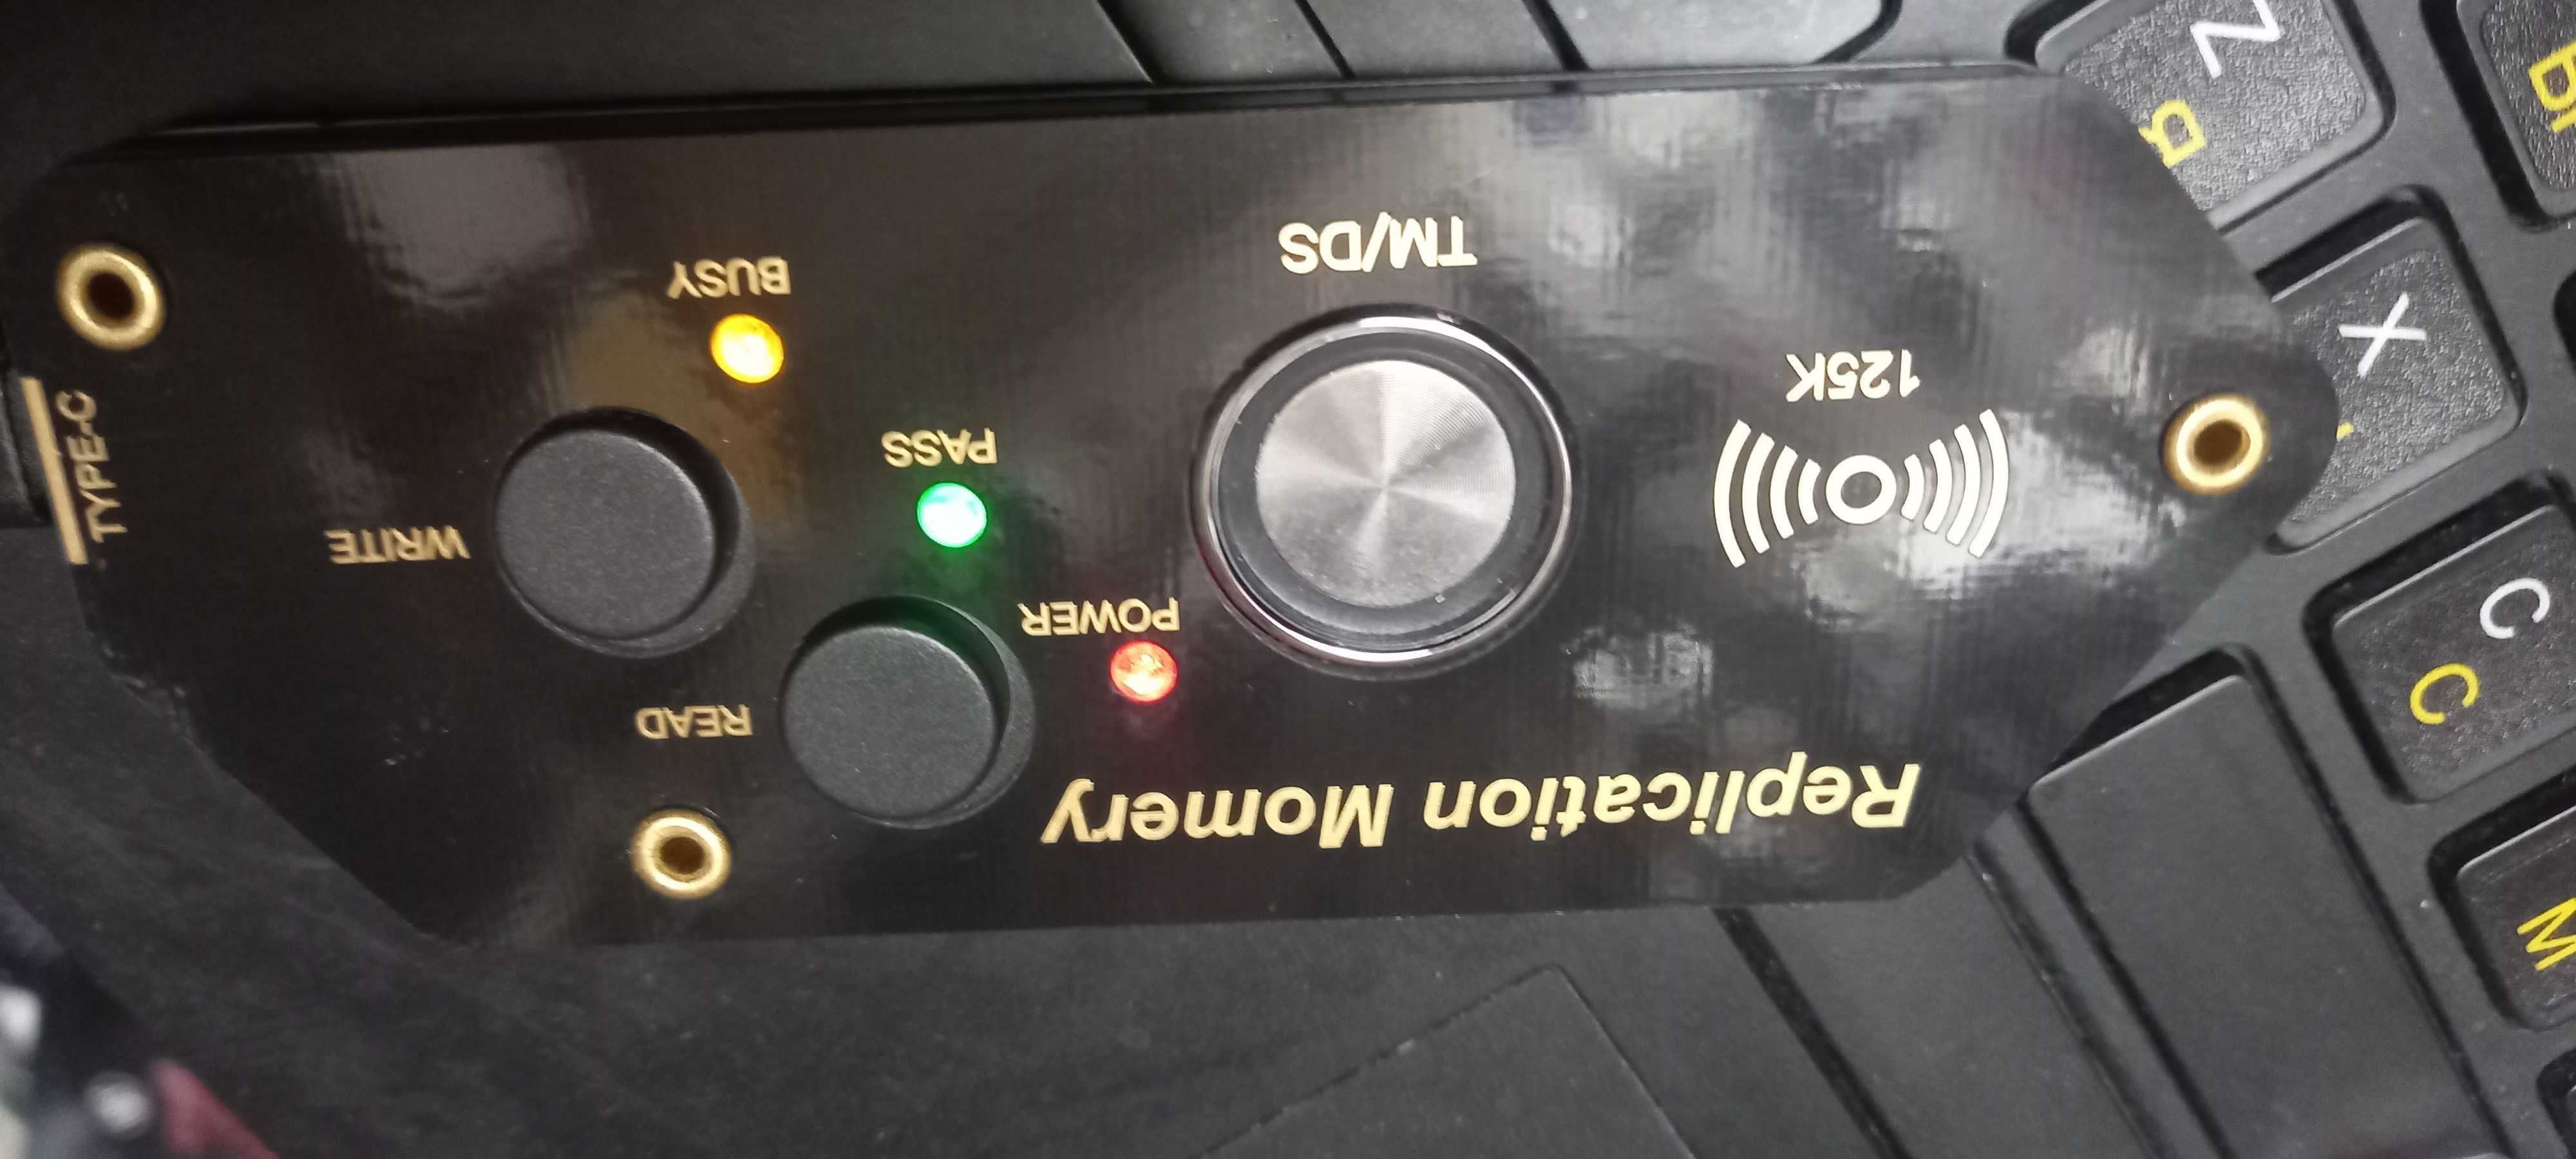 Replication Momery
125K
TM/DS
POWER
PASS
BUSY
READ
WRITE
TYPE-C
Z
X
C
C
M